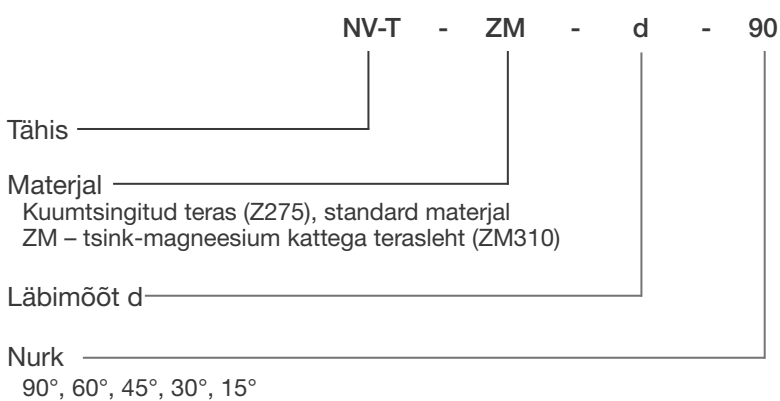 NV-T - ZM - d - 90
Tähis
Materjal
Kuumtsingitud teras (Z275), standard materjal
ZM – tsink-magneesium kattega terasleht (ZM310)
Läbimõõt d
Nurk
90°, 60°, 45°, 30°, 15°